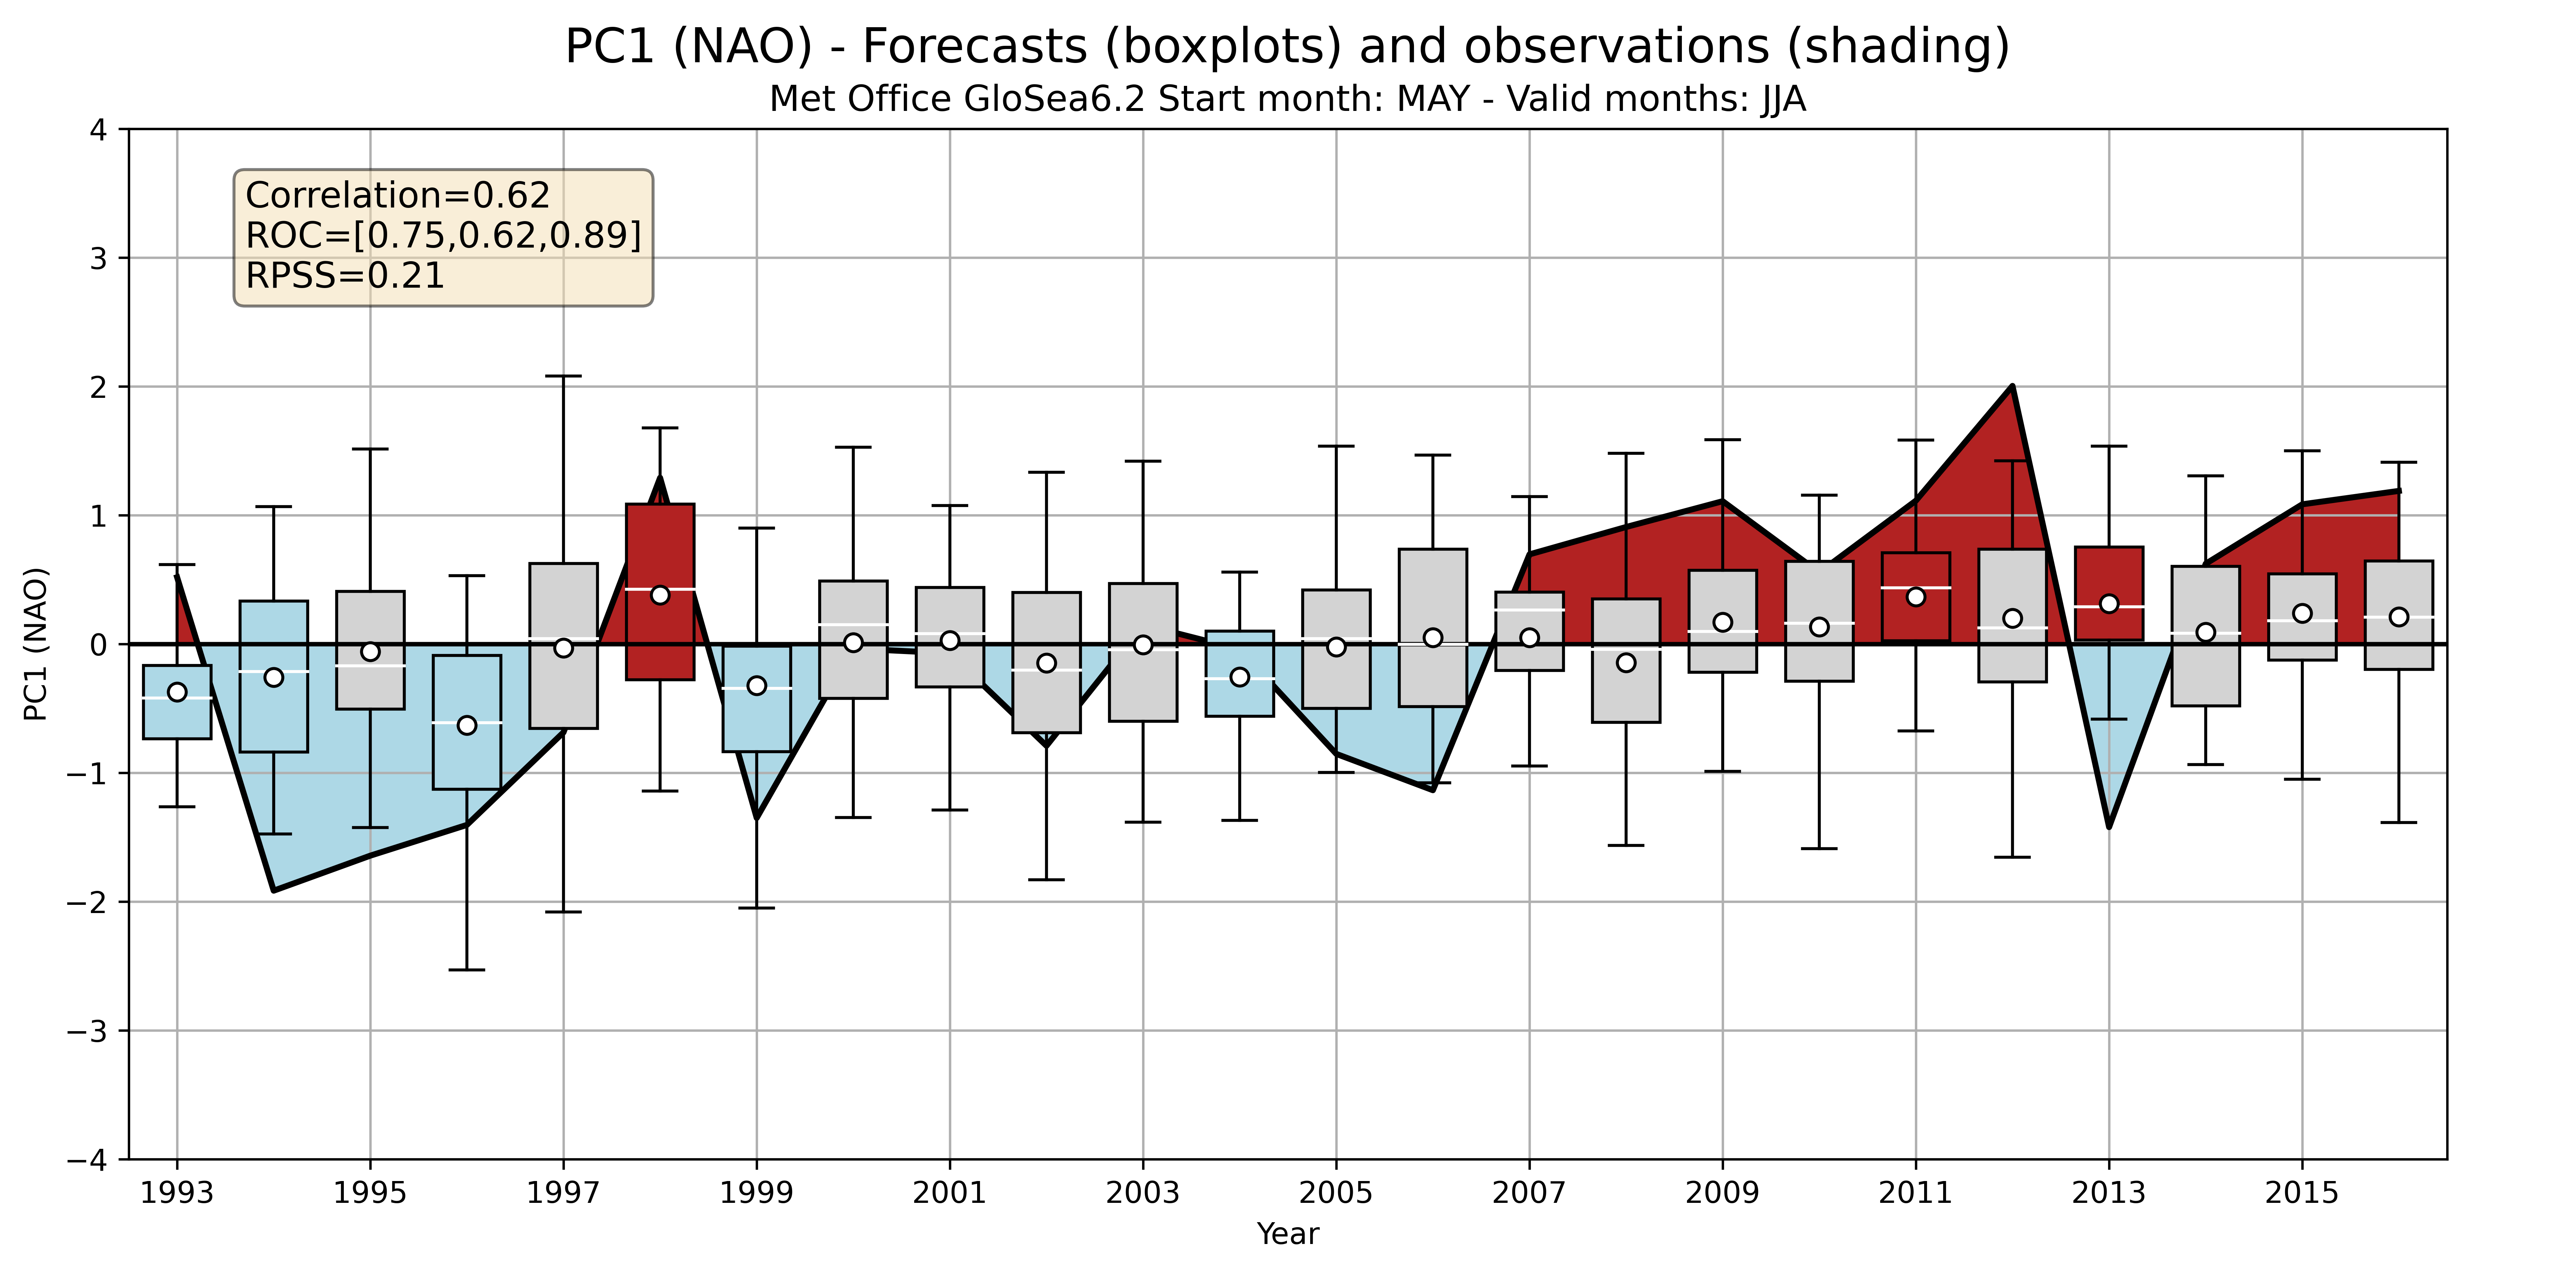 PC1 (NAO) - Forecasts (boxplots) and observations (shading)
Met Office GloSea6.2 Start month: MAY - Valid months: JJA
Correlation=0.62
ROC=[0.75,0.62,0.89]
RPSS=0.21
PC1 (NAO)
4
3
2
1
0
−1
−2
−3
−4
1993 1995 1997 1999 2001 2003 2005 2007 2009 2011 2013 2015
Year